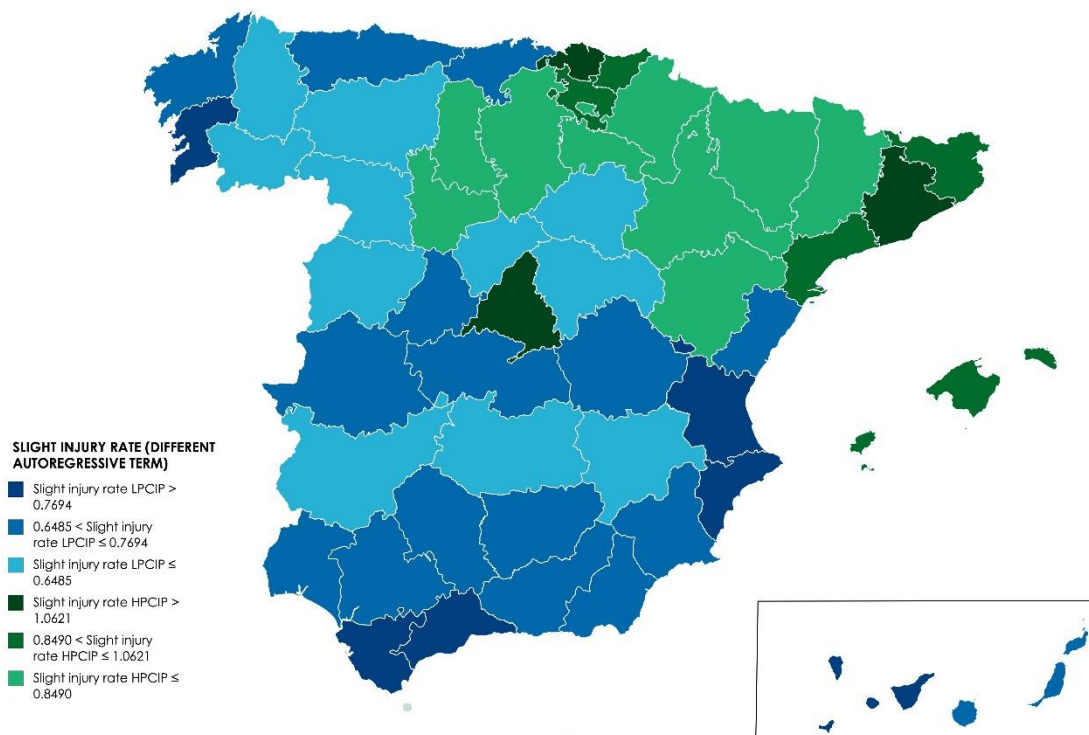 SLIGHT INJURY RATE (DIFFERENT
AUTOREGRESSIVE TERM)
Slight injury rate LPCIP >
0.7694
0.6485 < Slight injury
rate LPCIP ≤ 0.7694
Slight injury rate LPCIP ≤
0.6485
Slight injury rate HPCIP >
1.0621
0.8490 < Slight injury
rate HPCIP ≤ 1.0621
Slight injury rate HPCIP ≤
0.8490